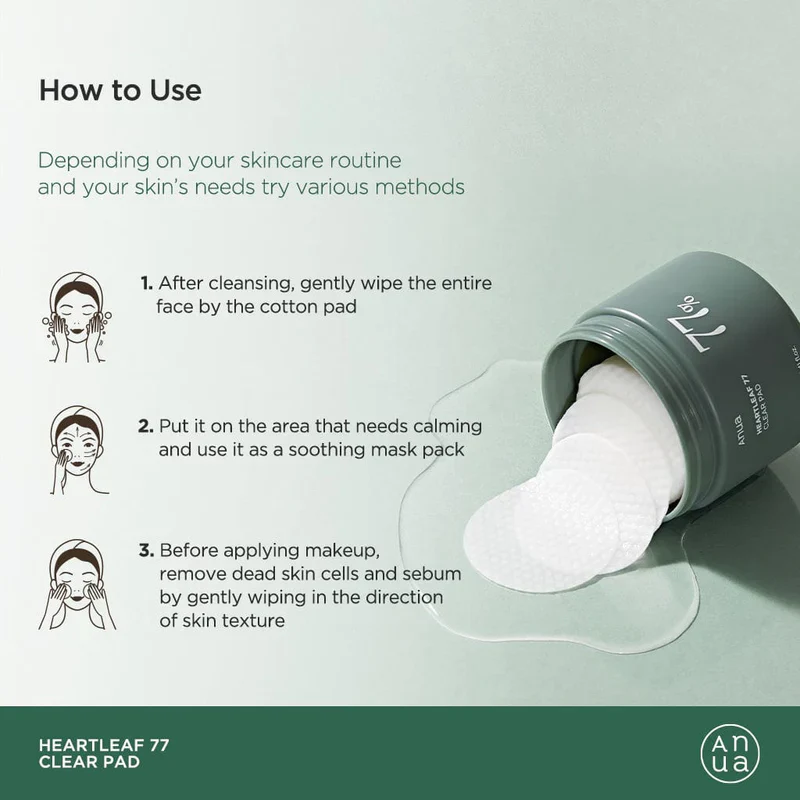 How to Use
Depending on your skincare routine
and your skin's needs try various methods
1. After cleansing, gently wipe the entire
face by the cotton pad
2. Put it on the area that needs calming
and use it as a soothing mask pack
3. Before applying makeup,
remove dead skin cells and sebum
by gently wiping in the direction
of skin texture
77%
anua
HEARTLEAF 77
CLEAR PAD
HEARTLEAF 77
CLEAR PAD
An
ua